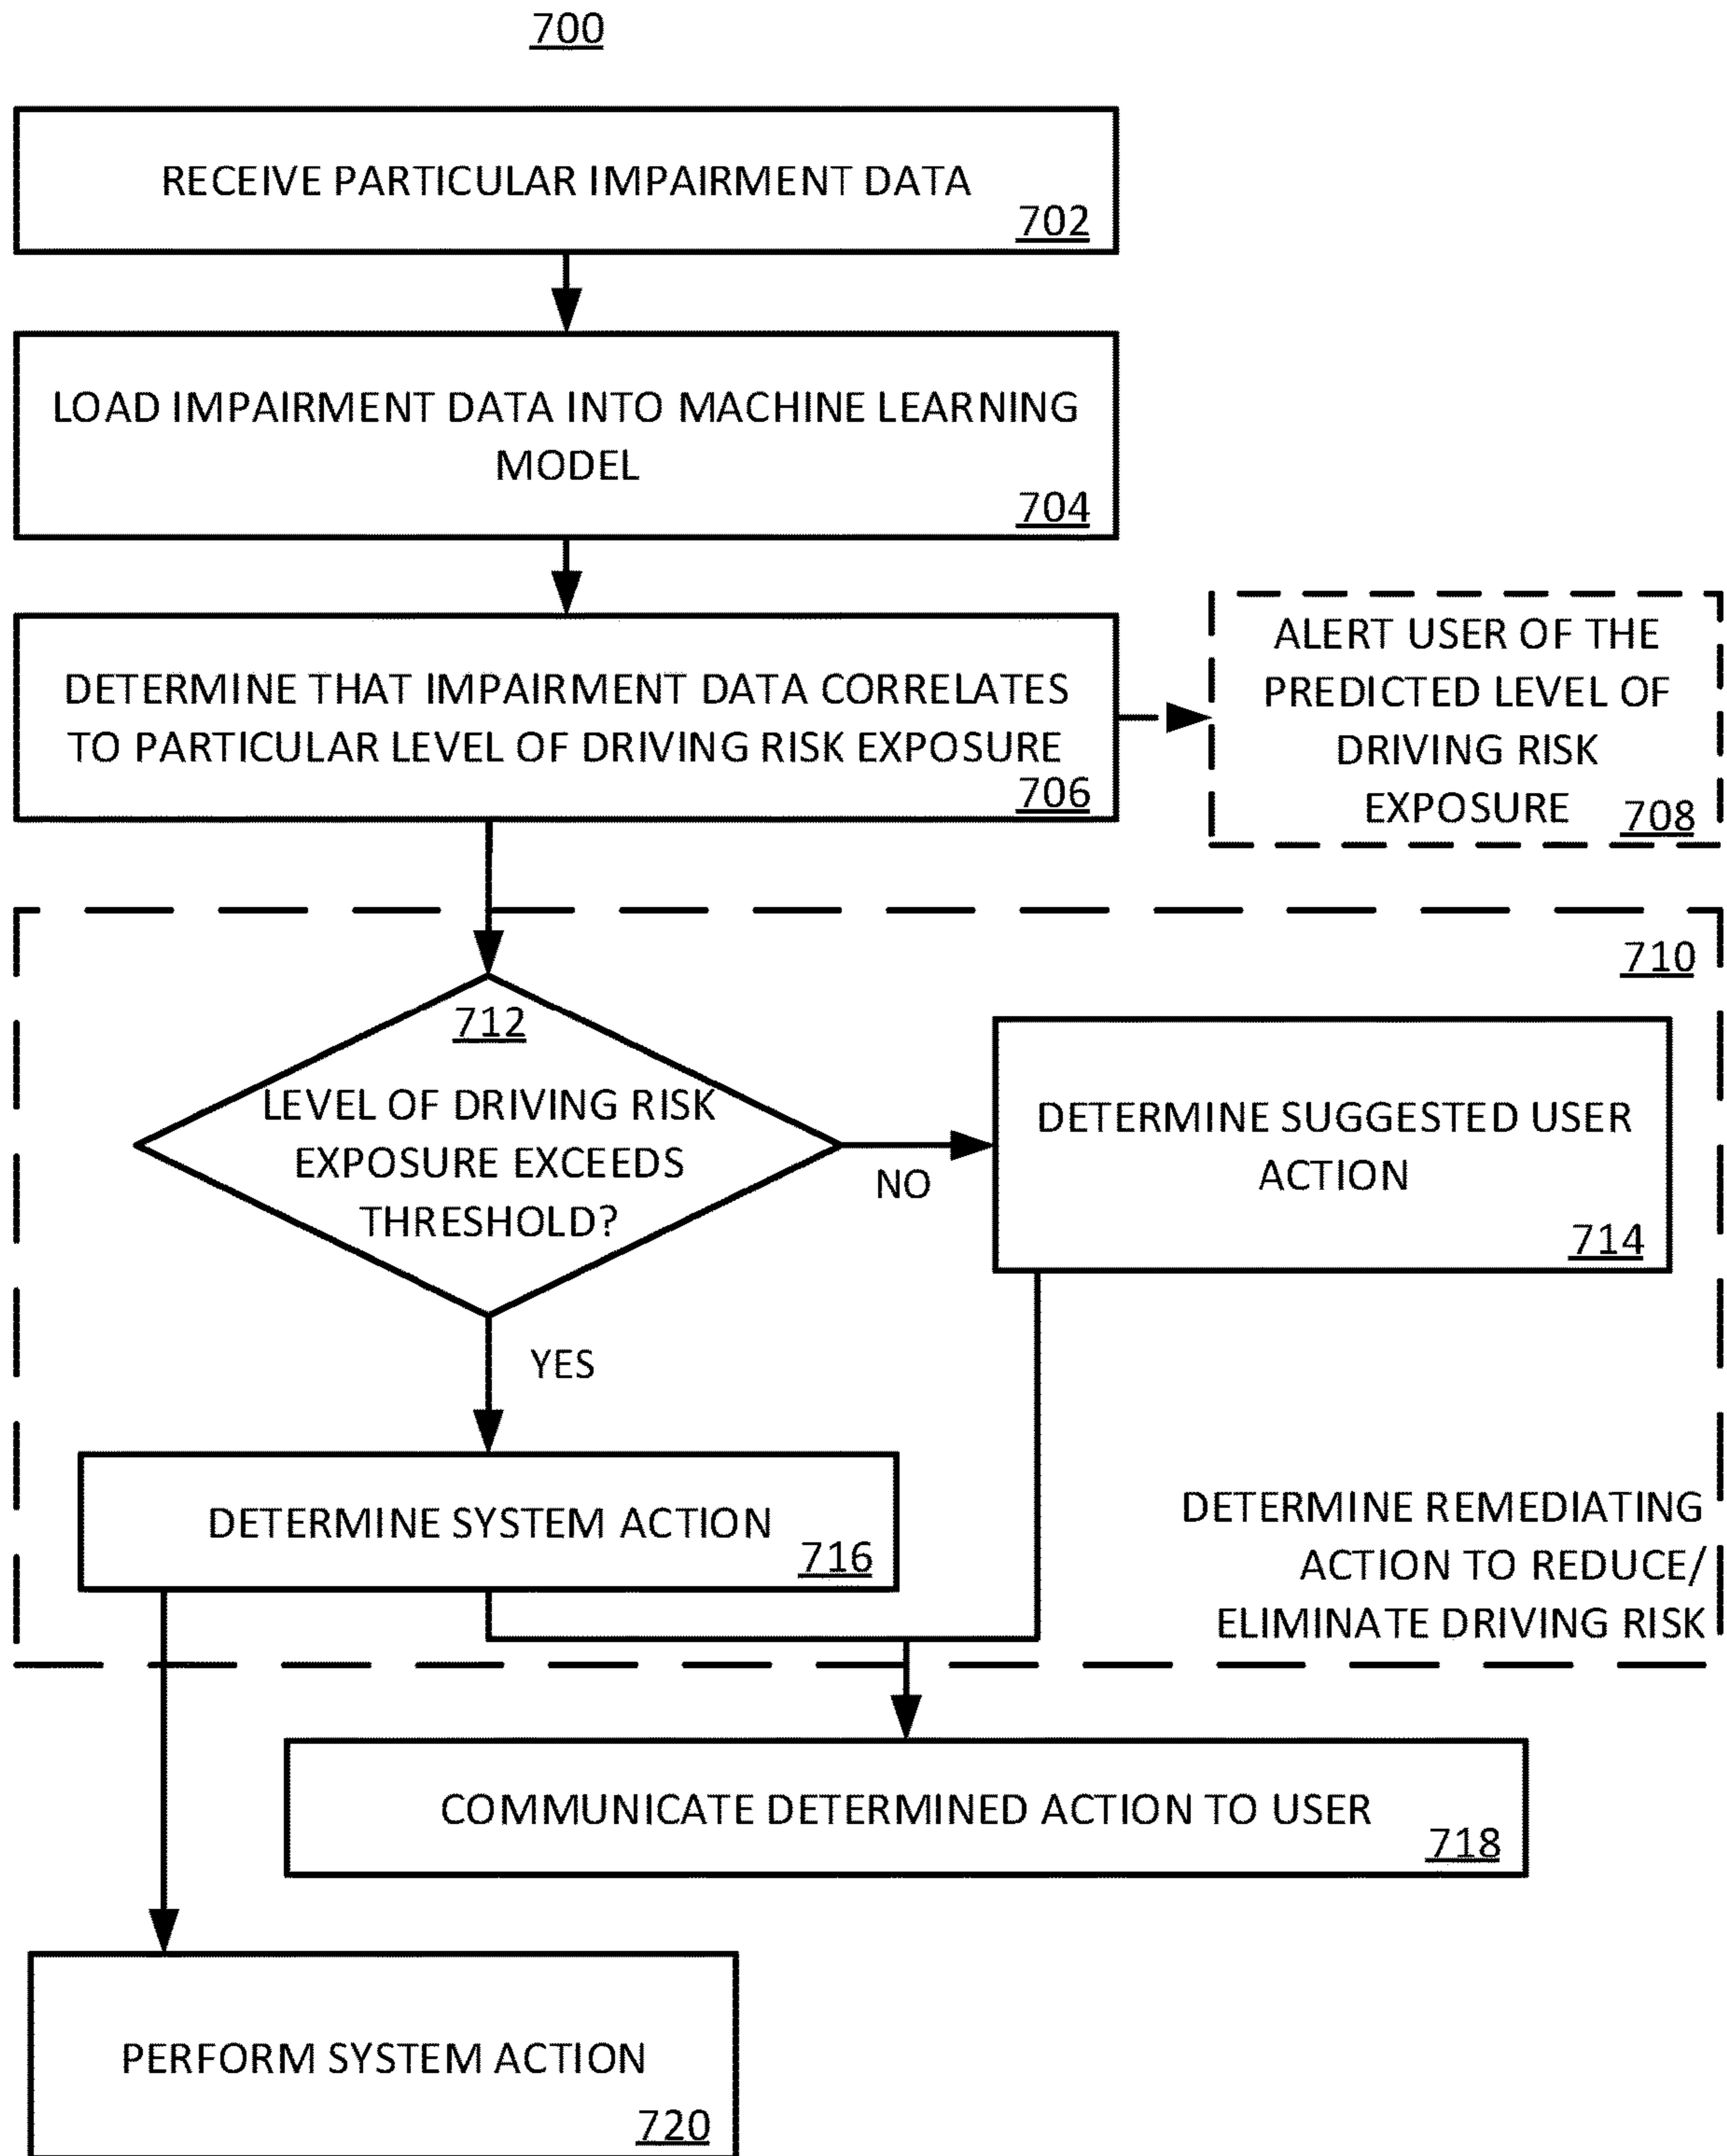 700
RECEIVE PARTICULAR IMPAIRMENT DATA
702
LOAD IMPAIRMENT DATA INTO MACHINE LEARNING
MODEL
704
DETERMINE THAT IMPAIRMENT DATA CORRELATES
TO PARTICULAR LEVEL OF DRIVING RISK EXPOSURE
706
ALERT USER OF THE
PREDICTED LEVEL OF
DRIVING RISK
EXPOSURE
708
710
712
LEVEL OF DRIVING RISK
EXPOSURE EXCEEDS
THRESHOLD?
NO
DETERMINE SUGGESTED USER
ACTION
714
YES
DETERMINE SYSTEM ACTION
716
DETERMINE REMEDIATING
ACTION TO REDUCE/
ELIMINATE DRIVING RISK
COMMUNICATE DETERMINED ACTION TO USER
718
PERFORM SYSTEM ACTION
720